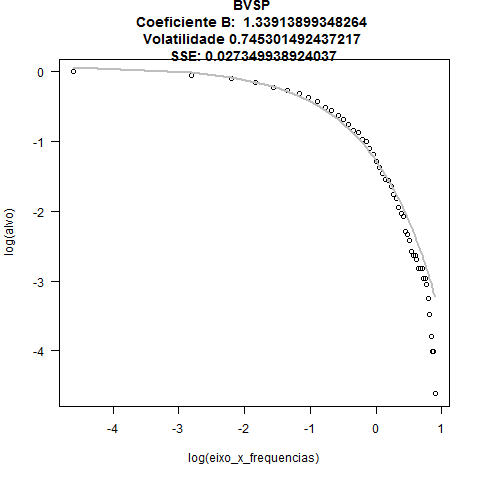 BVSP
Coeficiente B:  1.33913899348264
Volatilidade 0.745301492437217
SSE: 0.027349938924037
0
-1
-2
-3
-4
log(alvo)
-4 -3 -2 -1 0 1
log(eixo_x_frequencias)